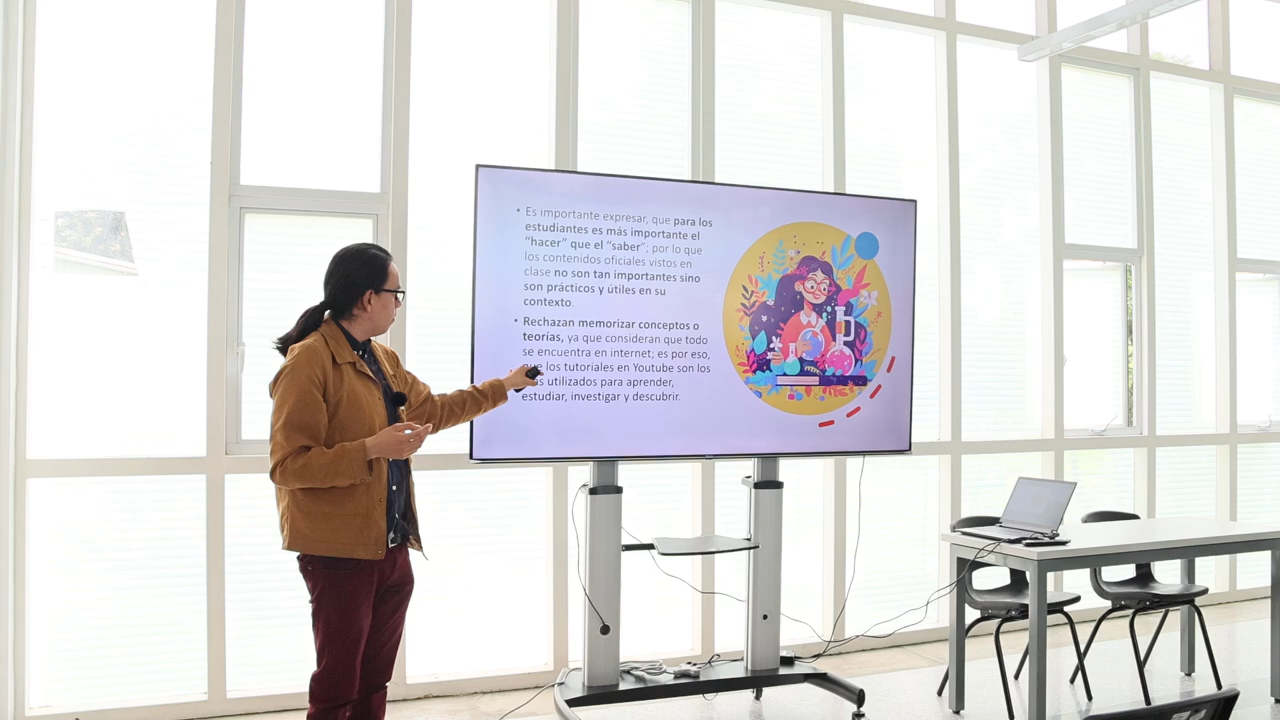 • Es importante expresar, que para los
estudiantes es más importante el
"hacer" que el "saber"; por lo que
los contenidos oficiales vistos en
clase no son tan importantes sino
son prácticos y útiles en su
contexto.
• Rechazan memorizar conceptos o
teorías, ya que consideran que todo
se encuentra en internet; es por eso,
que los tutoriales en Youtube son los
utilizados para aprender,
estudiar, investigar y descubrir.